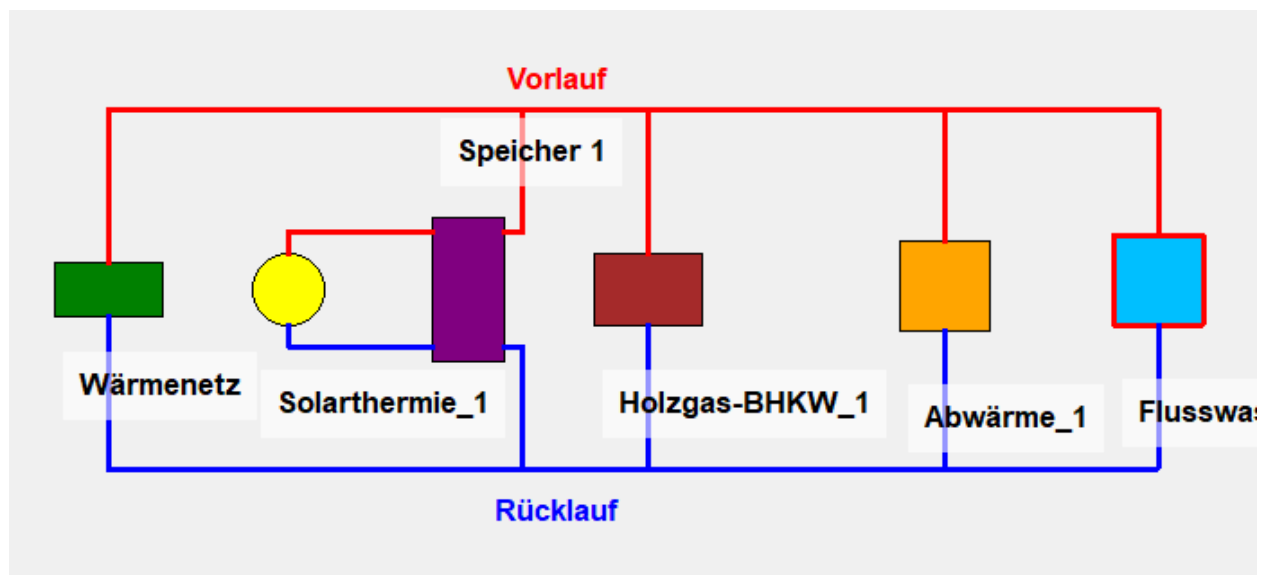 Vorlauf
Speicher 1
Wärmenetz
Solarthermie_1
Holzgas-BHKW_1
Abwärme_1
Rücklauf